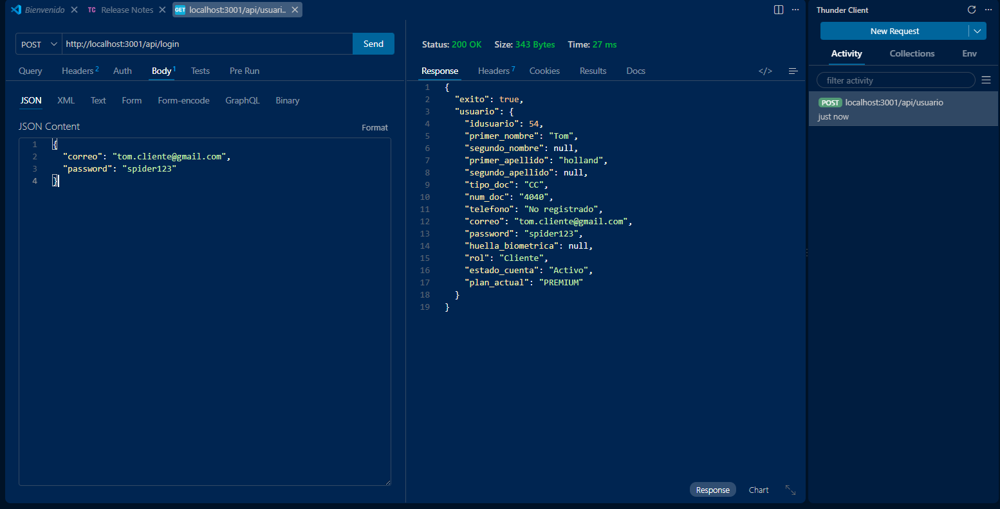 Bienvenido
TC Release Notes
GET localhost:3001/api/usuari..
POST http://localhost:3001/api/login Send
Query Headers 2 Auth Body 1 Tests Pre Run
JSON XML Text Form Form-encode GraphQL Binary
JSON Content Format
1 {
2 "correo": "tom.cliente@gmail.com",
3 "password": "spider123"
4 }
Status: 200 OK Size: 343 Bytes Time: 27 ms
Response Headers 7 Cookies Results Docs </>
1 {
2 "exito": true,
3 "usuario": {
4 "idusuario": 54,
5 "primer_nombre": "Tom",
6 "segundo_nombre": null,
7 "primer_apellido": "holland",
8 "segundo_apellido": null,
9 "tipo_doc": "CC",
10 "num_doc": "4040",
11 "telefono": "No registrado",
12 "correo": "tom.cliente@gmail.com",
13 "password": "spider123",
14 "huella_biometrica": null,
15 "rol": "Cliente",
16 "estado_cuenta": "Activo",
17 "plan_actual": "PREMIUM"
18 }
19 }
Response Chart
Thunder Client
New Request
Activity Collections Env
filter activity
POST localhost:3001/api/usuario
just now